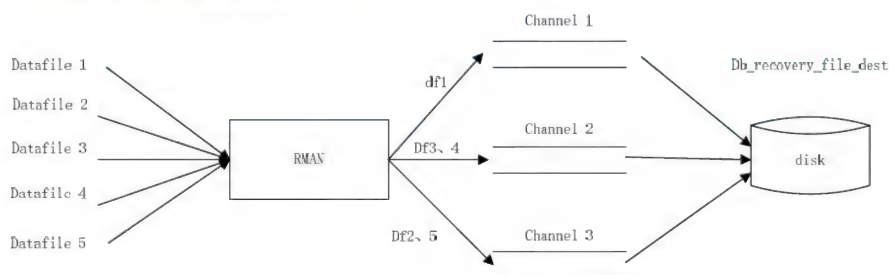 Channel 1
Datafile 1
Db_recovery_file_dest
df1
Datafile 2
Channel 2
Datafile 3
RMAN
Df3、4
disk
Datafile 4
Df2、5
Channel 3
Datafile 5